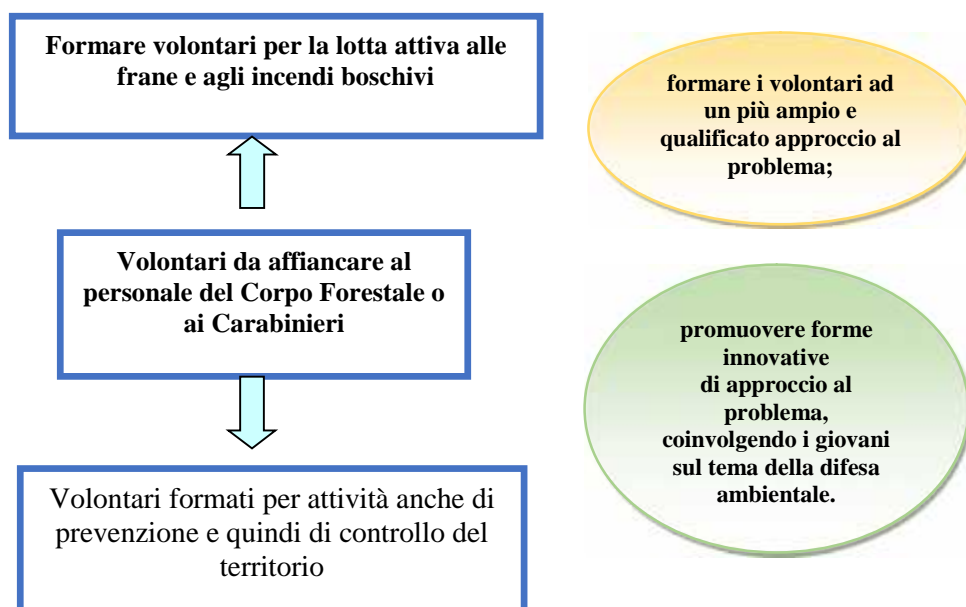 Formare volontari per la lotta attiva alle
frane e agli incendi boschivi
formare i volontari ad
un più ampio e
qualificato approccio al
problema;
Volontari da affiancare al
personale del Corpo Forestale o
ai Carabinieri
promuovere forme
innovative
di approccio al
problema,
coinvolgendo i giovani
sul tema della difesa
ambientale.
Volontari formati per attività anche di
prevenzione e quindi di controllo del
territorio